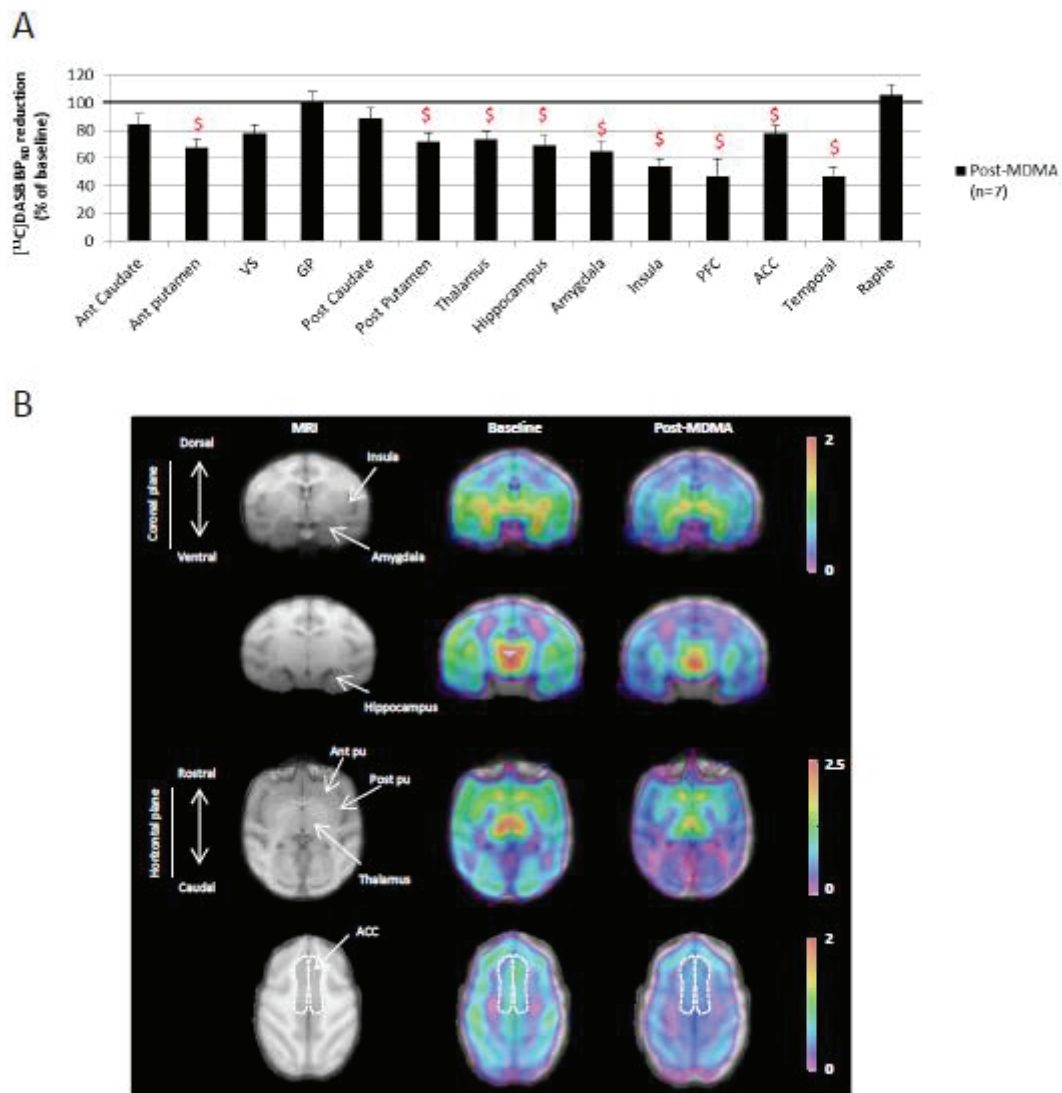 A
[¹¹C]DASB BP_ND reduction
(% of baseline)
120
100
80
60
40
20
0
$ $ $ $ $ $ $ $ $
Ant Caudate
Ant putamen
VS
GP
Post Caudate
Post Putamen
Thalamus
Hippocampus
Amygdala
Insula
PFC
ACC
Temporal
Raphe
Post-MDMA
(n=7)
B
MRI Baseline Post-MDMA
Coronal plane
Dorsal
Ventral
Insula
Amygdala
2
0
Hippocampus
Horizontal plane
Rostral
Caudal
Ant pu
Post pu
Thalamus
2.5
0
ACC
2
0